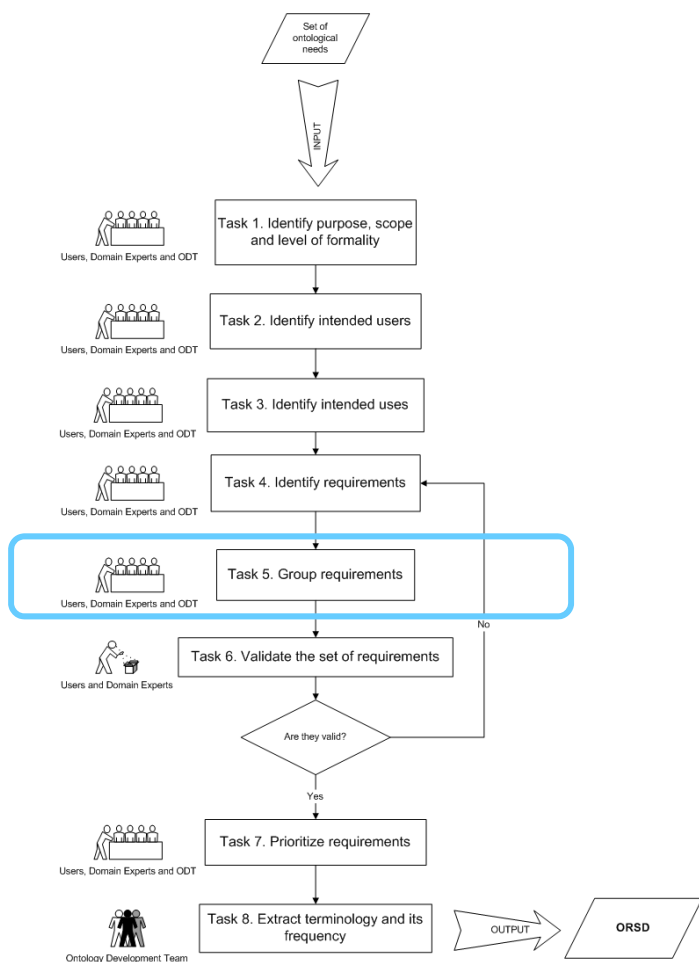 Set of
ontological
needs
INPUT
Task 1. Identify purpose, scope
and level of formality
Users, Domain Experts and ODT
Task 2. Identify intended users
Users, Domain Experts and ODT
Task 3. Identify intended uses
Users, Domain Experts and ODT
Task 4. Identify requirements
Users, Domain Experts and ODT
Task 5. Group requirements
Users, Domain Experts and ODT
No
Task 6. Validate the set of requirements
Users and Domain Experts
Are they valid?
Yes
Task 7. Prioritize requirements
Users, Domain Experts and ODT
Task 8. Extract terminology and its
frequency
Ontology Development Team
OUTPUT
ORSD